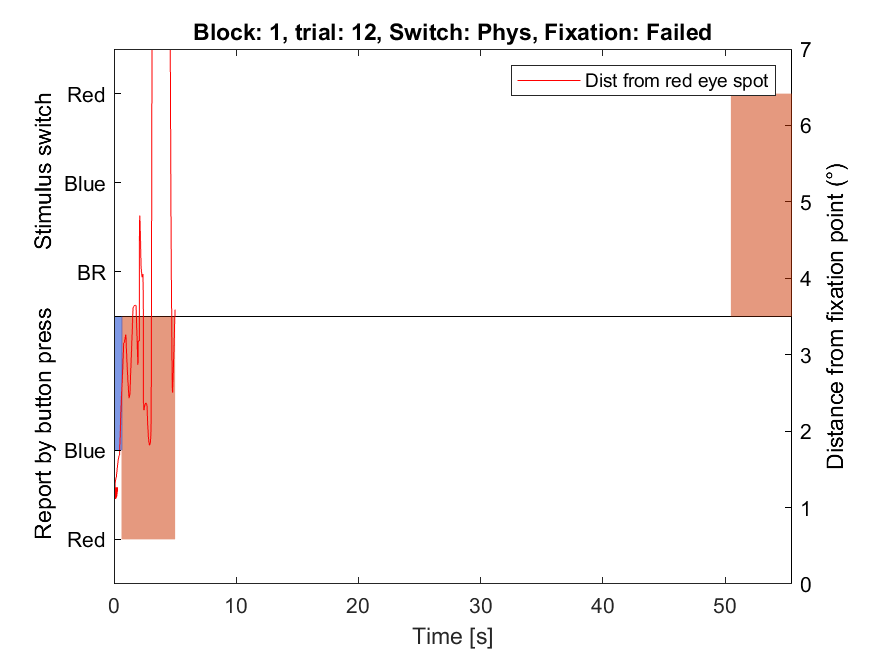 Block: 1, trial: 12, Switch: Phys, Fixation: Failed
Dist from red eye spot
Stimulus switch
Red
Blue
BR
Report by button press
Blue
Red
7
6
5
4
3
2
1
0
Distance from fixation point (°)
0 10 20 30 40 50
Time [s]